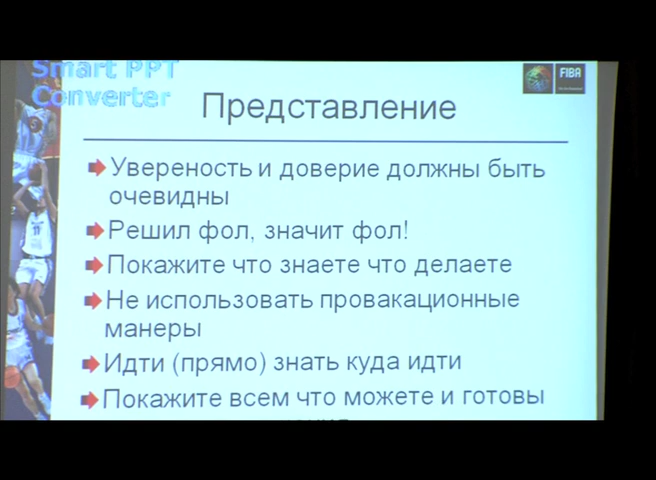 Smart PPT
Converter
FIBA
Представление
Увереность и доверие должны быть
очевидны
Решил фол, значит фол!
Покажите что знаете что делаете
Не использовать провакационные
манеры
Идти (прямо) знать куда идти
Покажите всем что можете и готовы